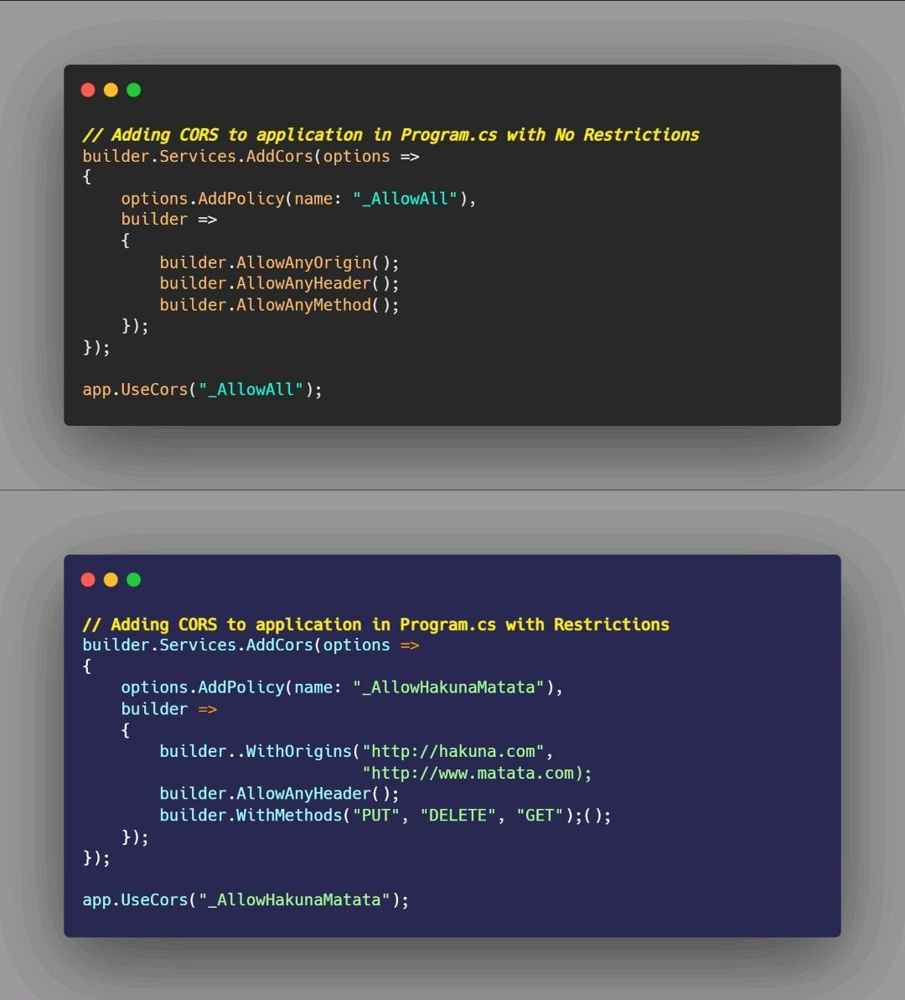 // Adding CORS to application in Program.cs with No Restrictions
builder.Services.AddCors(options =>
{
    options.AddPolicy(name: "_AllowAll"),
    builder =>
    {
        builder.AllowAnyOrigin();
        builder.AllowAnyHeader();
        builder.AllowAnyMethod();
    });
});
app.UseCors("_AllowAll");
// Adding CORS to application in Program.cs with Restrictions
builder.Services.AddCors(options =>
{
    options.AddPolicy(name: "_AllowHakunaMatata"),
    builder =>
    {
        builder..WithOrigins("http://hakuna.com",
                             "http://www.matata.com);
        builder.AllowAnyHeader();
        builder.WithMethods("PUT", "DELETE", "GET");();
    });
});
app.UseCors("_AllowHakunaMatata");